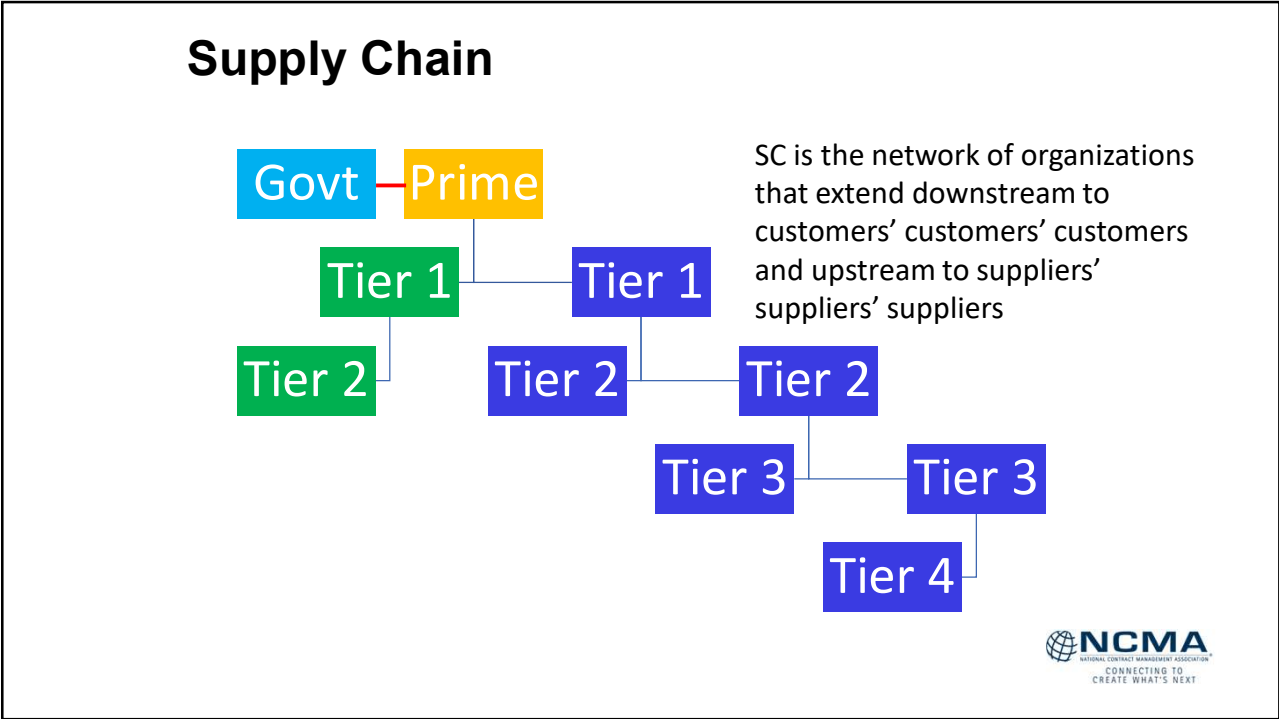 Supply Chain
Govt
Prime
SC is the network of organizations
that extend downstream to
customers’ customers’ customers
and upstream to suppliers’
suppliers’ suppliers
Tier 1
Tier 1
Tier 2
Tier 2
Tier 2
Tier 3
Tier 3
Tier 4
NCMA
NATIONAL CONTRACT MANAGEMENT ASSOCIATION
CONNECTING TO
CREATE WHAT'S NEXT